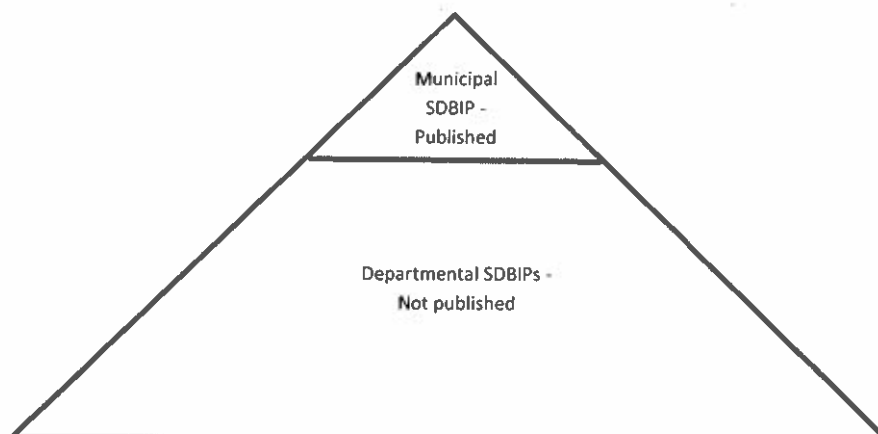 Municipal
SDBIP -
Published
Departmental SDBIPs -
Not published